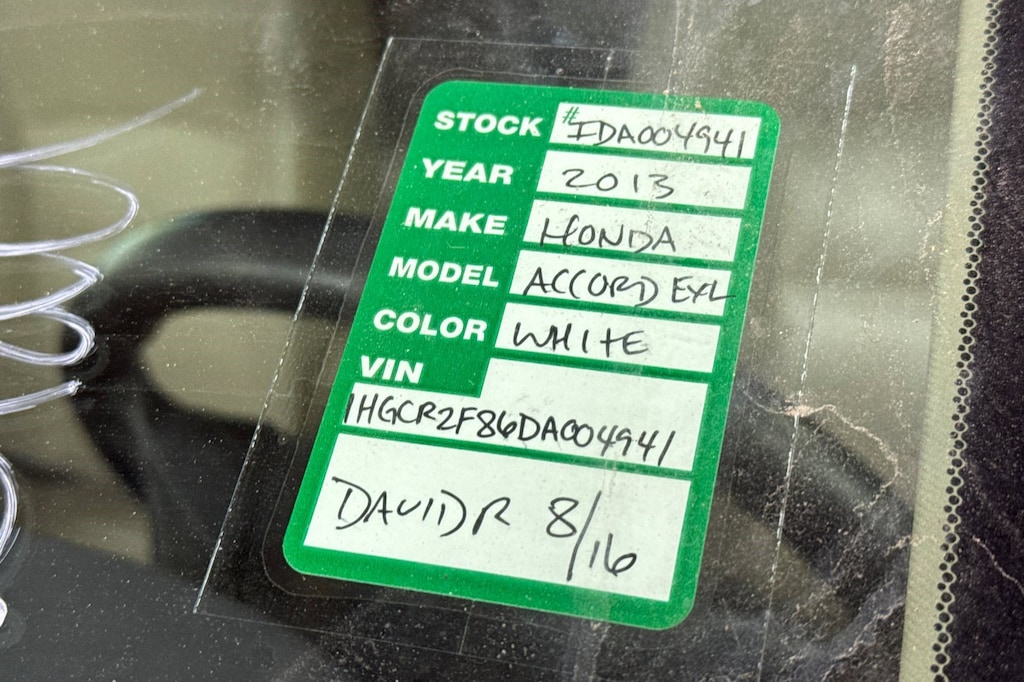 STOCK #IDA004941
YEAR 2013
MAKE HONDA
MODEL ACCORD EXL
COLOR WHITE
VIN
1HGCR2F86DA004941
DAVID R 8/16